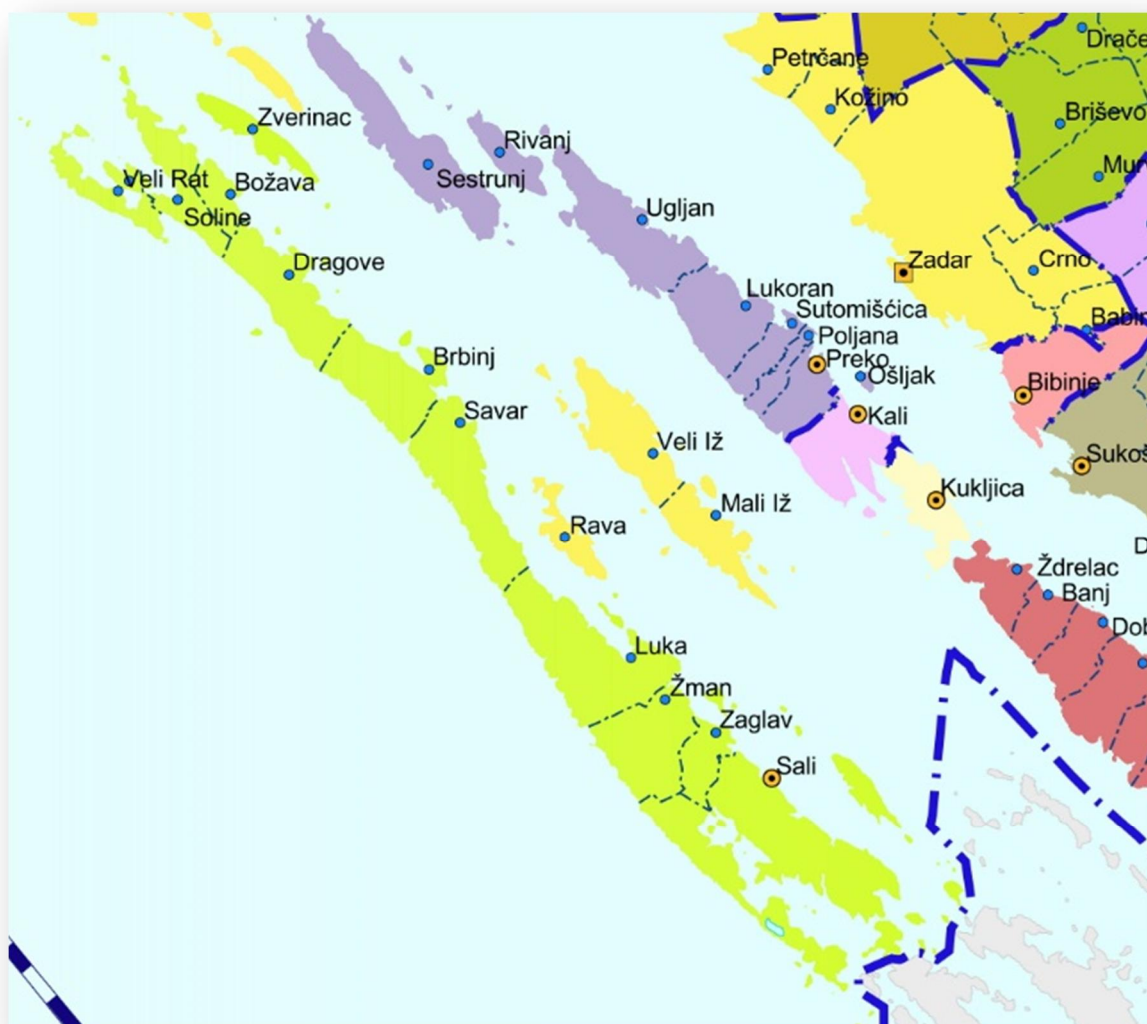 Petrčane
Drače
Kožino
Briševo
Zverinac
Rivanj
Veli Rat
Božava
Sestrunj
Soline
Ugljan
Dragove
Zadar
Crno
Lukoran
Sutomišćica
Poljana
Preko
Ošljak
Bibinje
Brbinj
Savar
Kali
Veli Iž
Kukljica
Mali Iž
Rava
Ždrelac
Banj
Luka
Žman
Zaglav
Sali